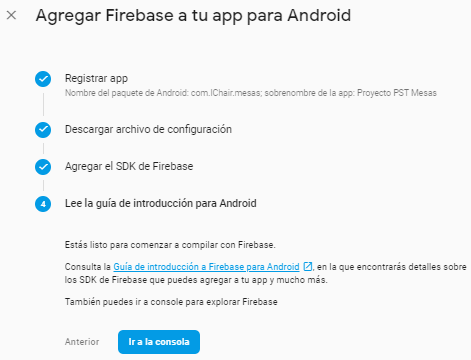 Agregar Firebase a tu app para Android
Registrar app
Nombre del paquete de Android: com.IChair.mesas; sobrenombre de la app: Proyecto PST Mesas
Descargar archivo de configuración
Agregar el SDK de Firebase
4 Lee la guía de introducción para Android
Estás listo para comenzar a compilar con Firebase.
Consulta la Guía de introducción a Firebase para Android, en la que encontrarás detalles sobre
los SDK de Firebase que puedes agregar a tu app y mucho más.
También puedes ir a console para explorar Firebase
Anterior Ir a la consola